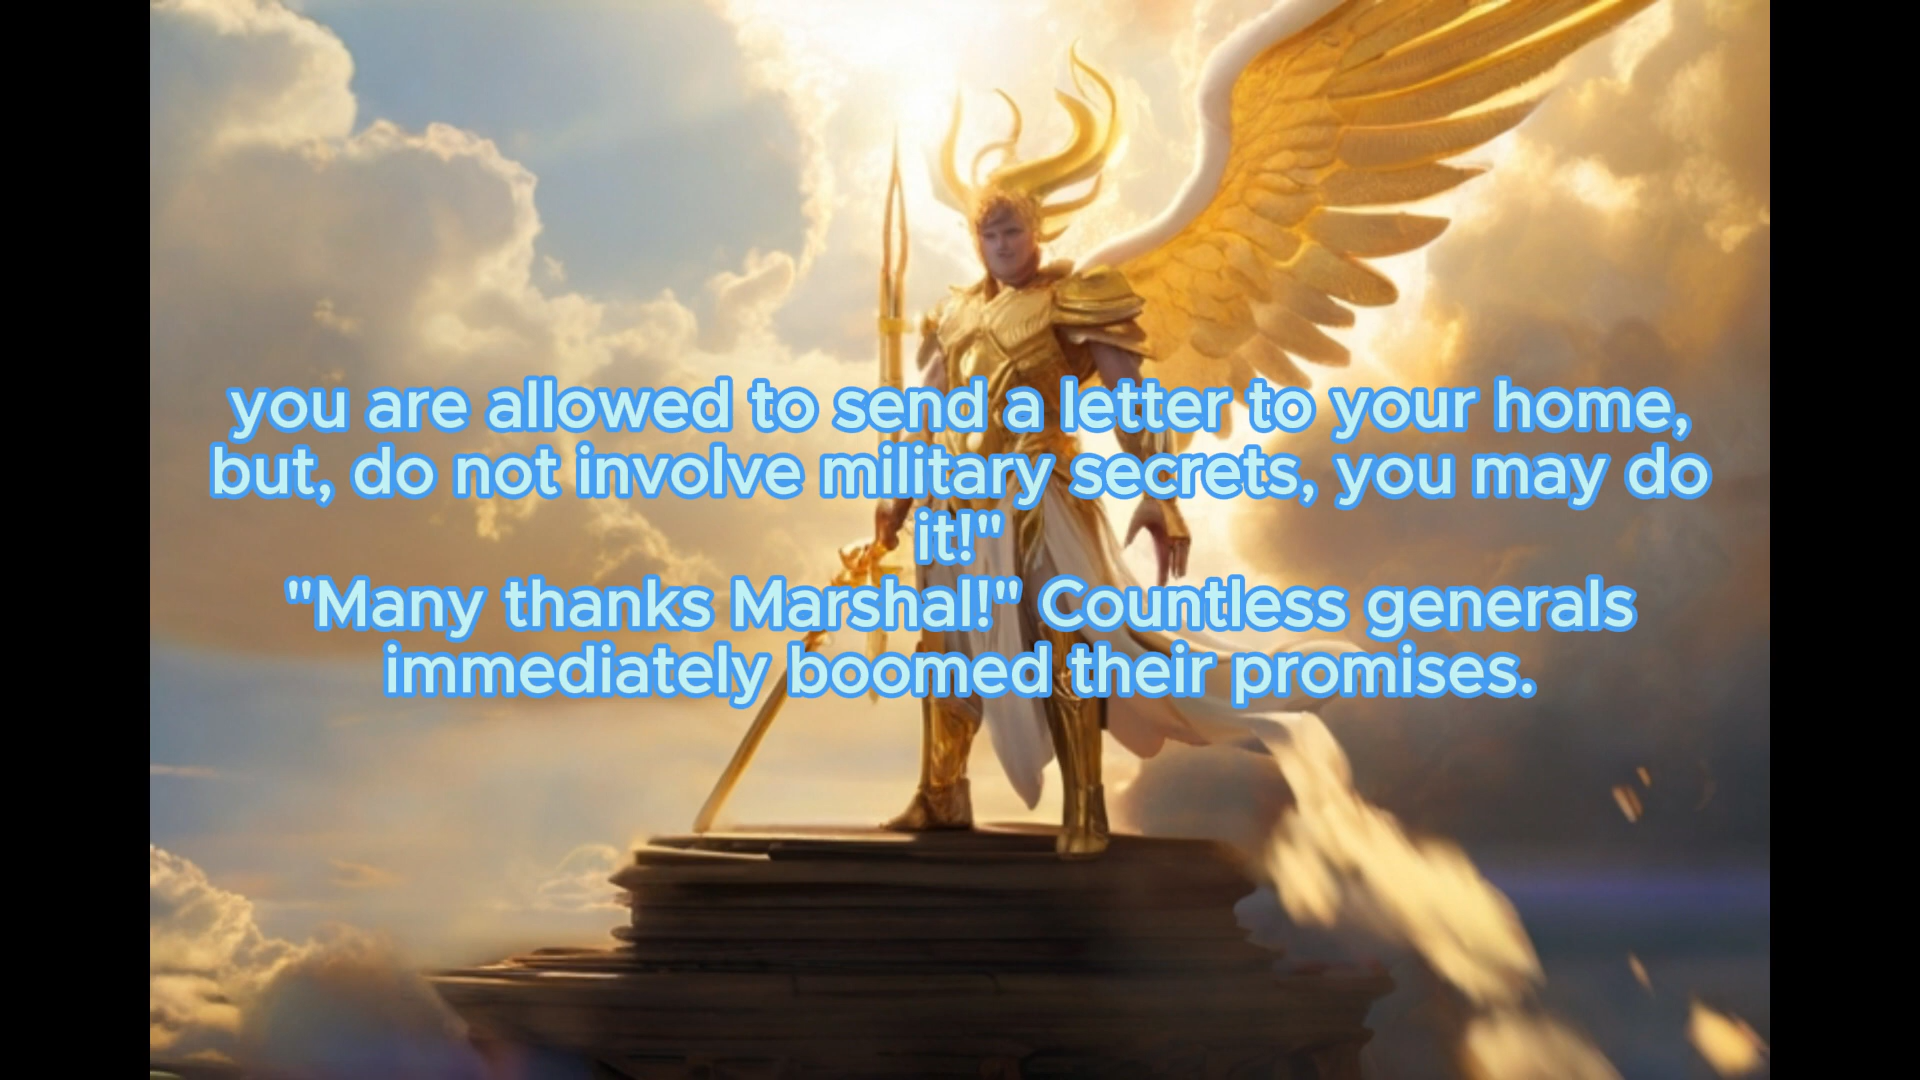 you are allowed to send a letter to your home,
but, do not involve military secrets, you may do
it!"
"Many thanks Marshal!" Countless generals
immediately boomed their promises.